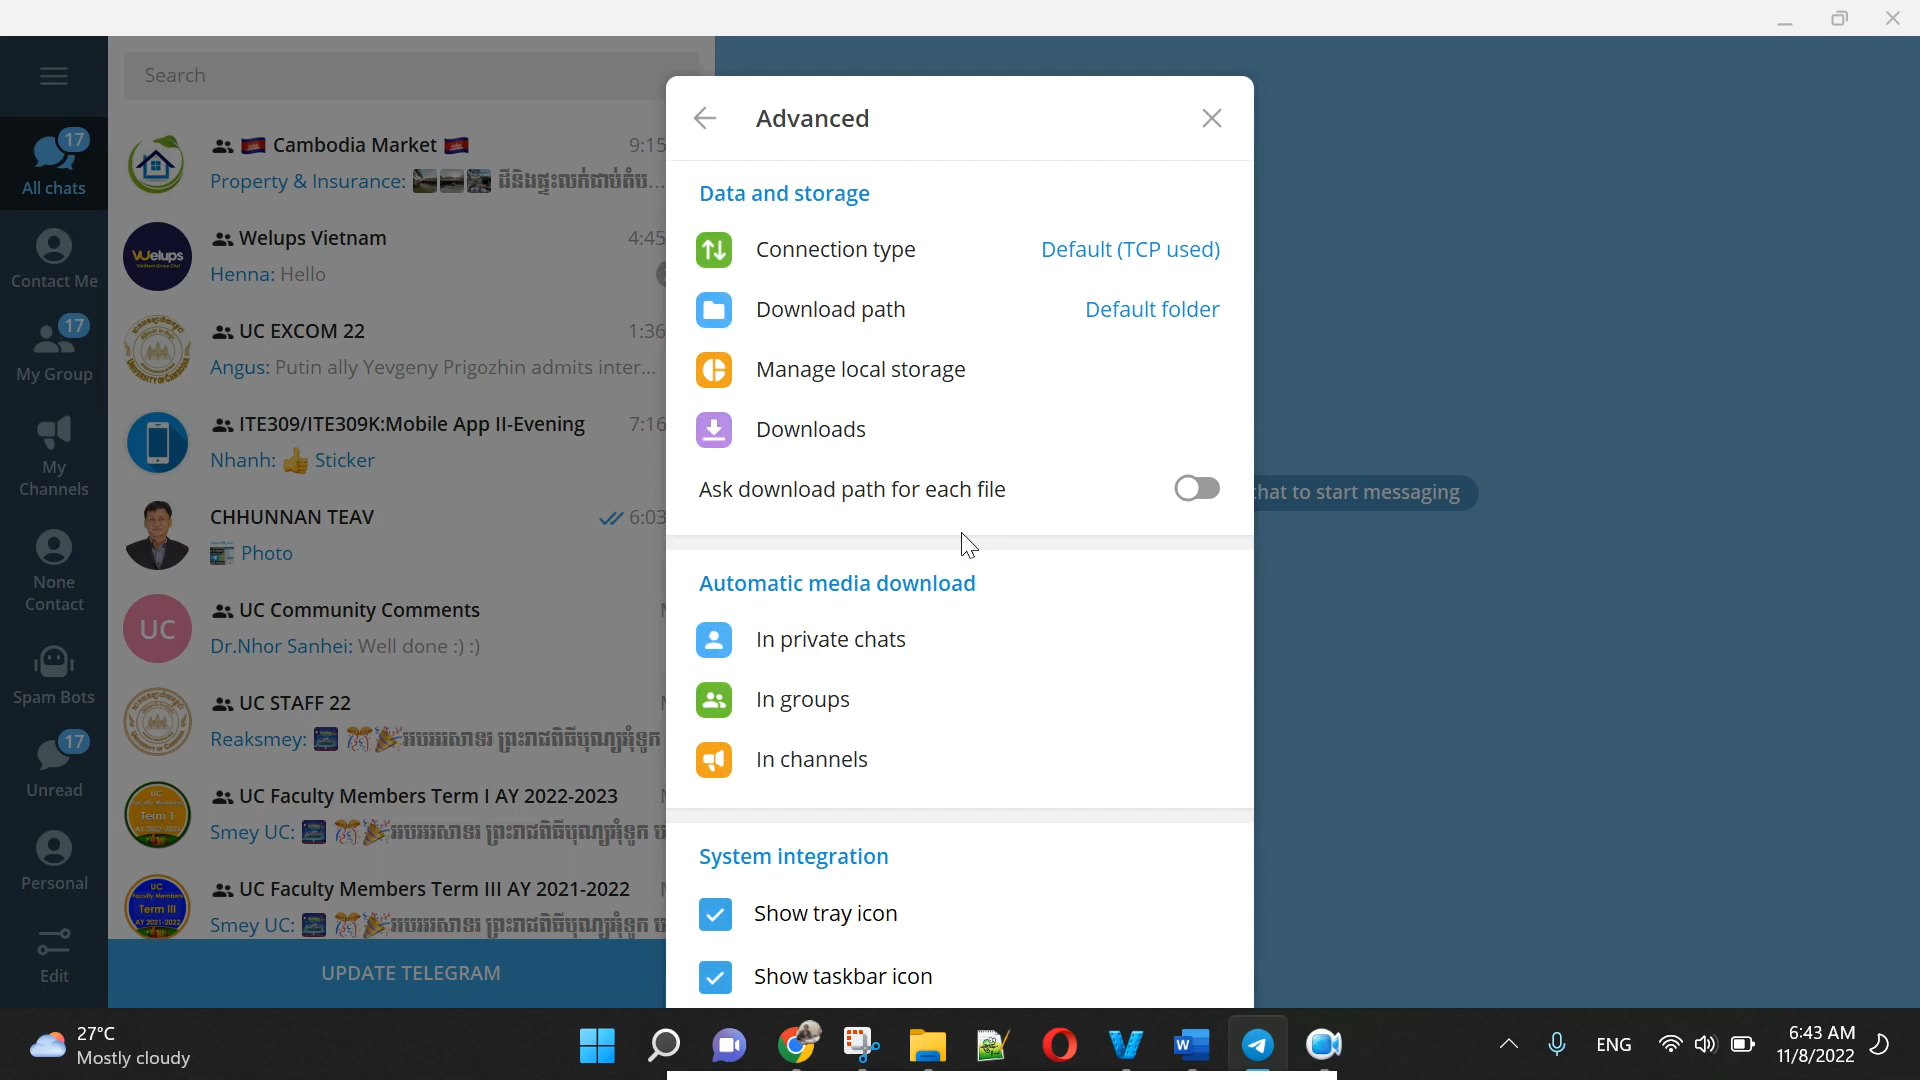 Search
17
All chats
Contact Me
17
My Group
My
Channels
None
Contact
Spam Bots
17
Unread
Personal
Edit
Cambodia Market
9:15
Property & Insurance:
Welups
Welups Vietnam
4:45
Henna: Hello
UC EXCOM 22
1:36
Angus: Putin ally Yevgeny Prigozhin admits inter...
ITE309/ITE309K:Mobile App II-Evening
7:16
Nhanh: 👍 Sticker
CHHUNNAN TEAV
6:03
Photo
UC
UC Community Comments
Dr.Nhor Sanhei: Well done :) :)
UC STAFF 22
Reaksmey:
UC Faculty Members Term I AY 2022-2023
Smey UC:
UC Faculty Members Term III AY 2021-2022
Smey UC:
UPDATE TELEGRAM
Advanced
Data and storage
Connection type
Default (TCP used)
Download path
Default folder
Manage local storage
Downloads
Ask download path for each file
Automatic media download
In private chats
In groups
In channels
System integration
Show tray icon
Show taskbar icon
hat to start messaging
27°C
Mostly cloudy
ENG
6:43 AM
11/8/2022